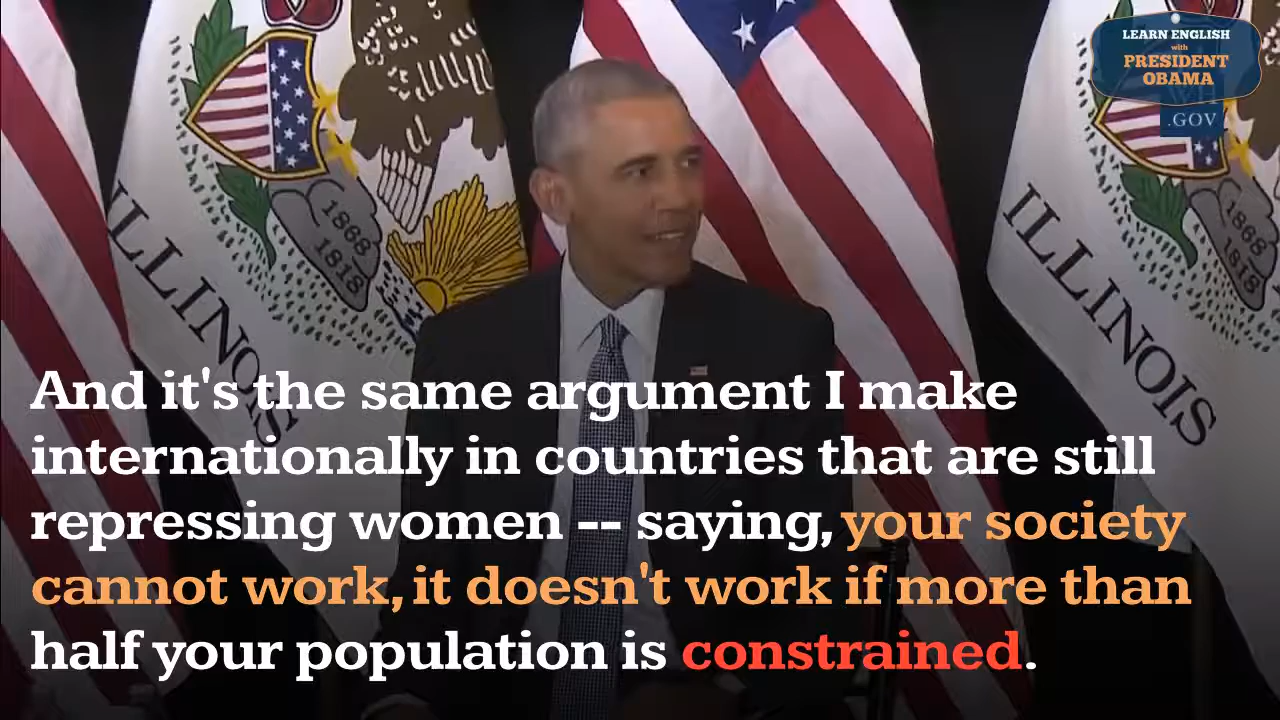 LEARN ENGLISH
with
PRESIDENT
OBAMA
.GOV
1868
1818
ILLINOIS
1868
1818
ILLINOIS
And it's the same argument I make
internationally in countries that are still
repressing women -- saying, your society
cannot work, it doesn't work if more than
half your population is constrained.